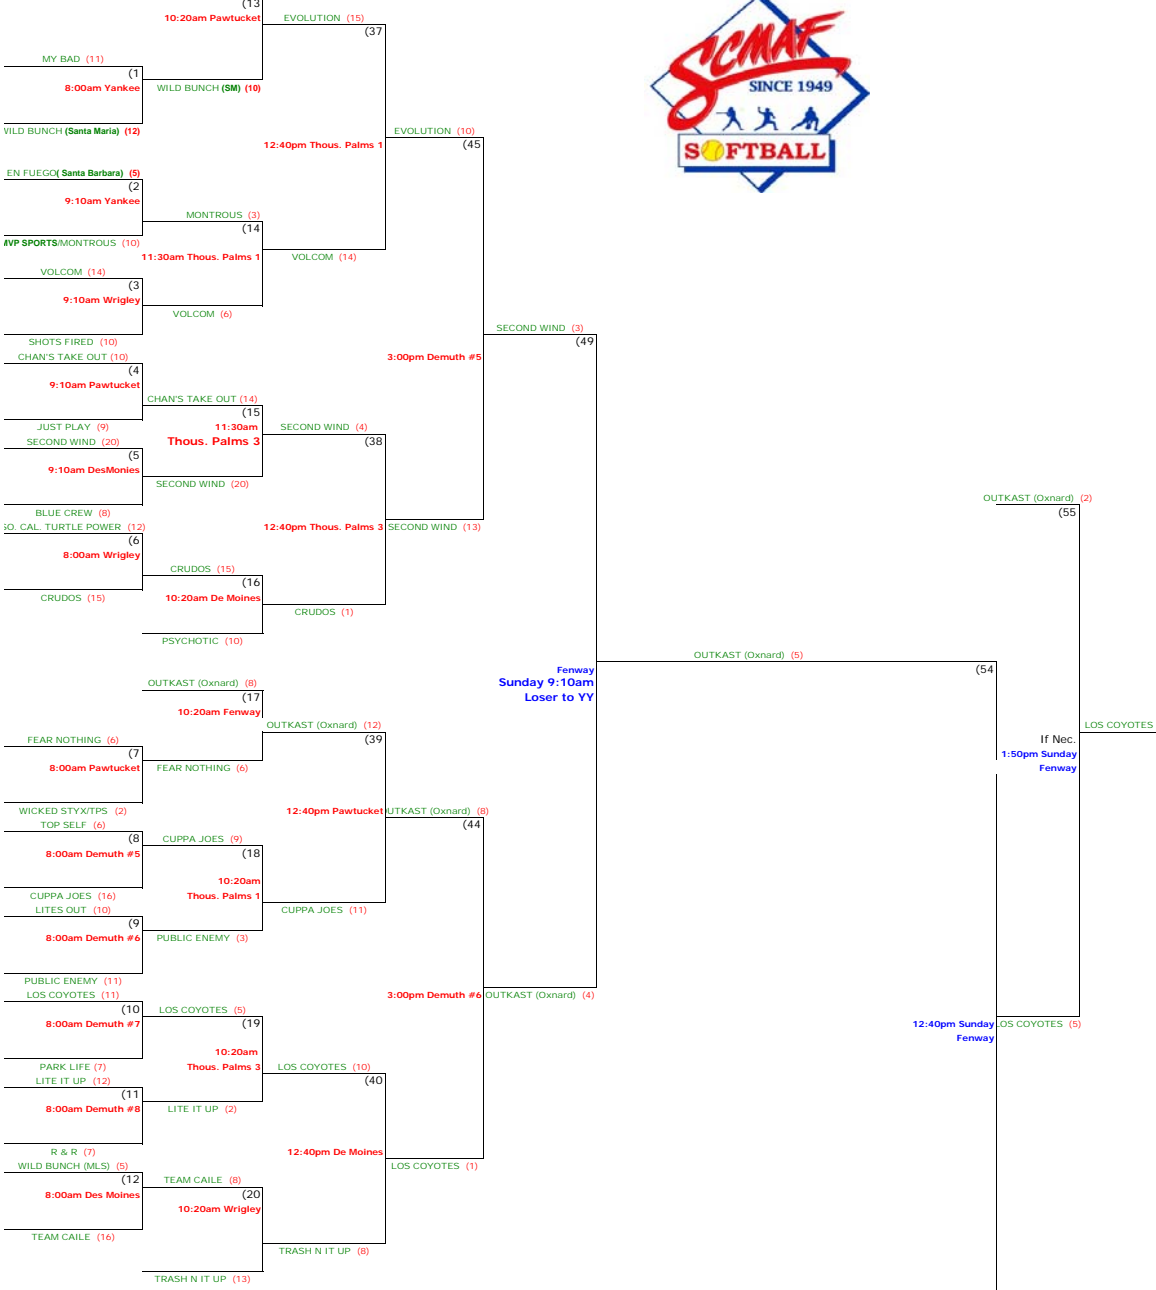 (13
10:20am Pawtucket
EVOLUTION (15)
(37
MY BAD (11)
(1
8:00am Yankee
WILD BUNCH (SM) (10)
WILD BUNCH (Santa Maria) (12)
12:40pm Thous. Palms 1
EVOLUTION (10)
(45
EN FUEGO( Santa Barbara) (5)
(2
9:10am Yankee
MONTROUS (3)
(14
MVP SPORTS/MONTROUS (10)
11:30am Thous. Palms 1
VOLCOM (14)
VOLCOM (14)
(3
9:10am Wrigley
VOLCOM (6)
SHOTS FIRED (10)
SECOND WIND (3)
(49
CHAN'S TAKE OUT (10)
3:00pm Demuth #5
(4
9:10am Pawtucket
CHAN'S TAKE OUT (14)
(15
JUST PLAY (9)
11:30am
Thous. Palms 3
SECOND WIND (4)
(38
SECOND WIND (20)
(5
9:10am DesMonies
SECOND WIND (20)
BLUE CREW (8)
SO. CAL. TURTLE POWER (12)
12:40pm Thous. Palms 3
SECOND WIND (13)
(6
8:00am Wrigley
CRUDOS (15)
(16
10:20am De Moines
CRUDOS (15)
CRUDOS (1)
PSYCHOTIC (10)
SCMAF
SINCE 1949
SOFTBALL
OUTKAST (Oxnard) (2)
(55
OUTKAST (Oxnard) (5)
(54
Fenway
Sunday 9:10am
Loser to YY
OUTKAST (Oxnard) (8)
(17
10:20am Fenway
OUTKAST (Oxnard) (12)
(39
LOS COYOTES
If Nec.
1:50pm Sunday
Fenway
FEAR NOTHING (6)
(7
8:00am Pawtucket
FEAR NOTHING (6)
WICKED STYX/TPS (2)
12:40pm Pawtucket
OUTKAST (Oxnard) (8)
(44
TOP SELF (6)
(8
8:00am Demuth #5
CUPPA JOES (9)
(18
10:20am
Thous. Palms 1
CUPPA JOES (16)
CUPPA JOES (11)
LITES OUT (10)
(9
8:00am Demuth #6
PUBLIC ENEMY (3)
PUBLIC ENEMY (11)
3:00pm Demuth #6
OUTKAST (Oxnard) (4)
LOS COYOTES (11)
(10
8:00am Demuth #7
LOS COYOTES (5)
(19
12:40pm Sunday
Fenway
LOS COYOTES (5)
10:20am
Thous. Palms 3
PARK LIFE (7)
LOS COYOTES (10)
(40
LITE IT UP (12)
(11
8:00am Demuth #8
LITE IT UP (2)
R & R (7)
12:40pm De Moines
LOS COYOTES (1)
WILD BUNCH (MLS) (5)
(12
8:00am Des Moines
TEAM CAILE (8)
(20
10:20am Wrigley
TEAM CAILE (16)
TRASH N IT UP (8)
TRASH N IT UP (13)